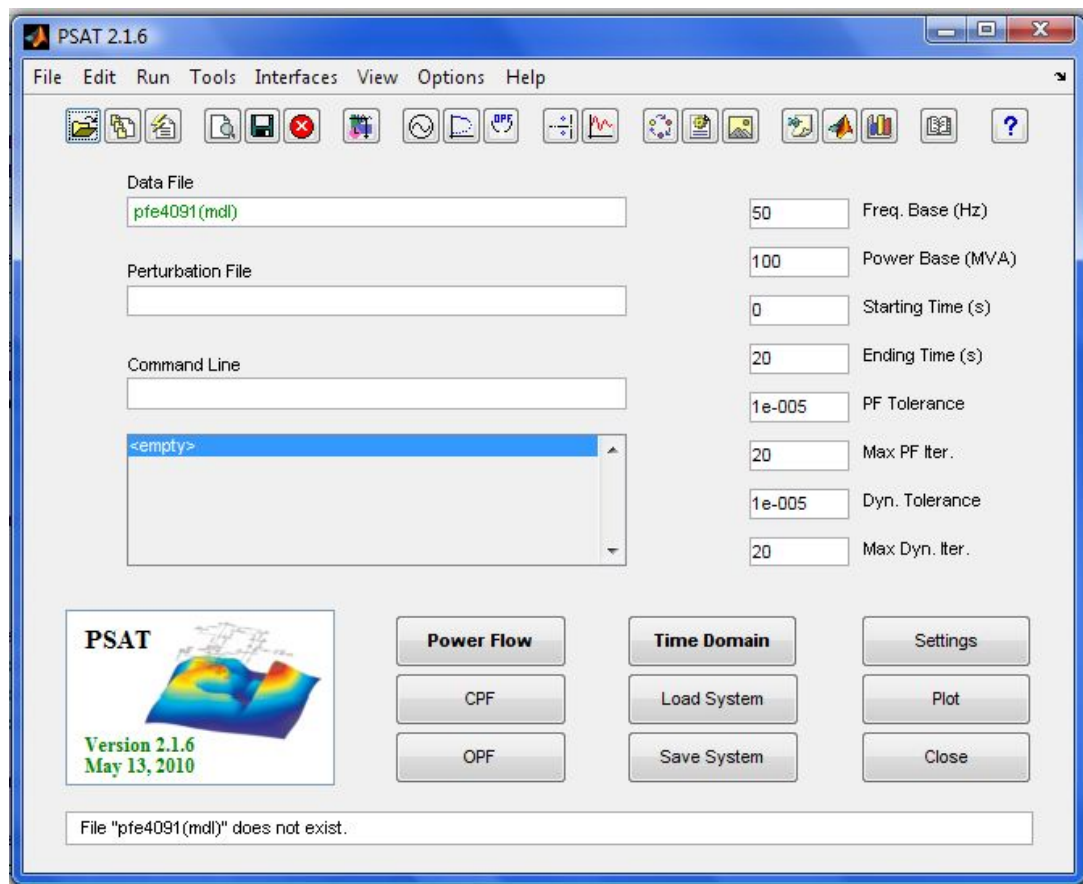 PSAT 2.1.6
File Edit Run Tools Interfaces View Options Help
OPF
?
Data File
pfe4091(mdl)
Perturbation File
Command Line
<empty>
50 Freq. Base (Hz)
100 Power Base (MVA)
0 Starting Time (s)
20 Ending Time (s)
1e-005 PF Tolerance
20 Max PF Iter.
1e-005 Dyn. Tolerance
20 Max Dyn. Iter.
PSAT
Version 2.1.6
May 13, 2010
Power Flow Time Domain Settings
CPF Load System Plot
OPF Save System Close
File "pfe4091(mdl)" does not exist.